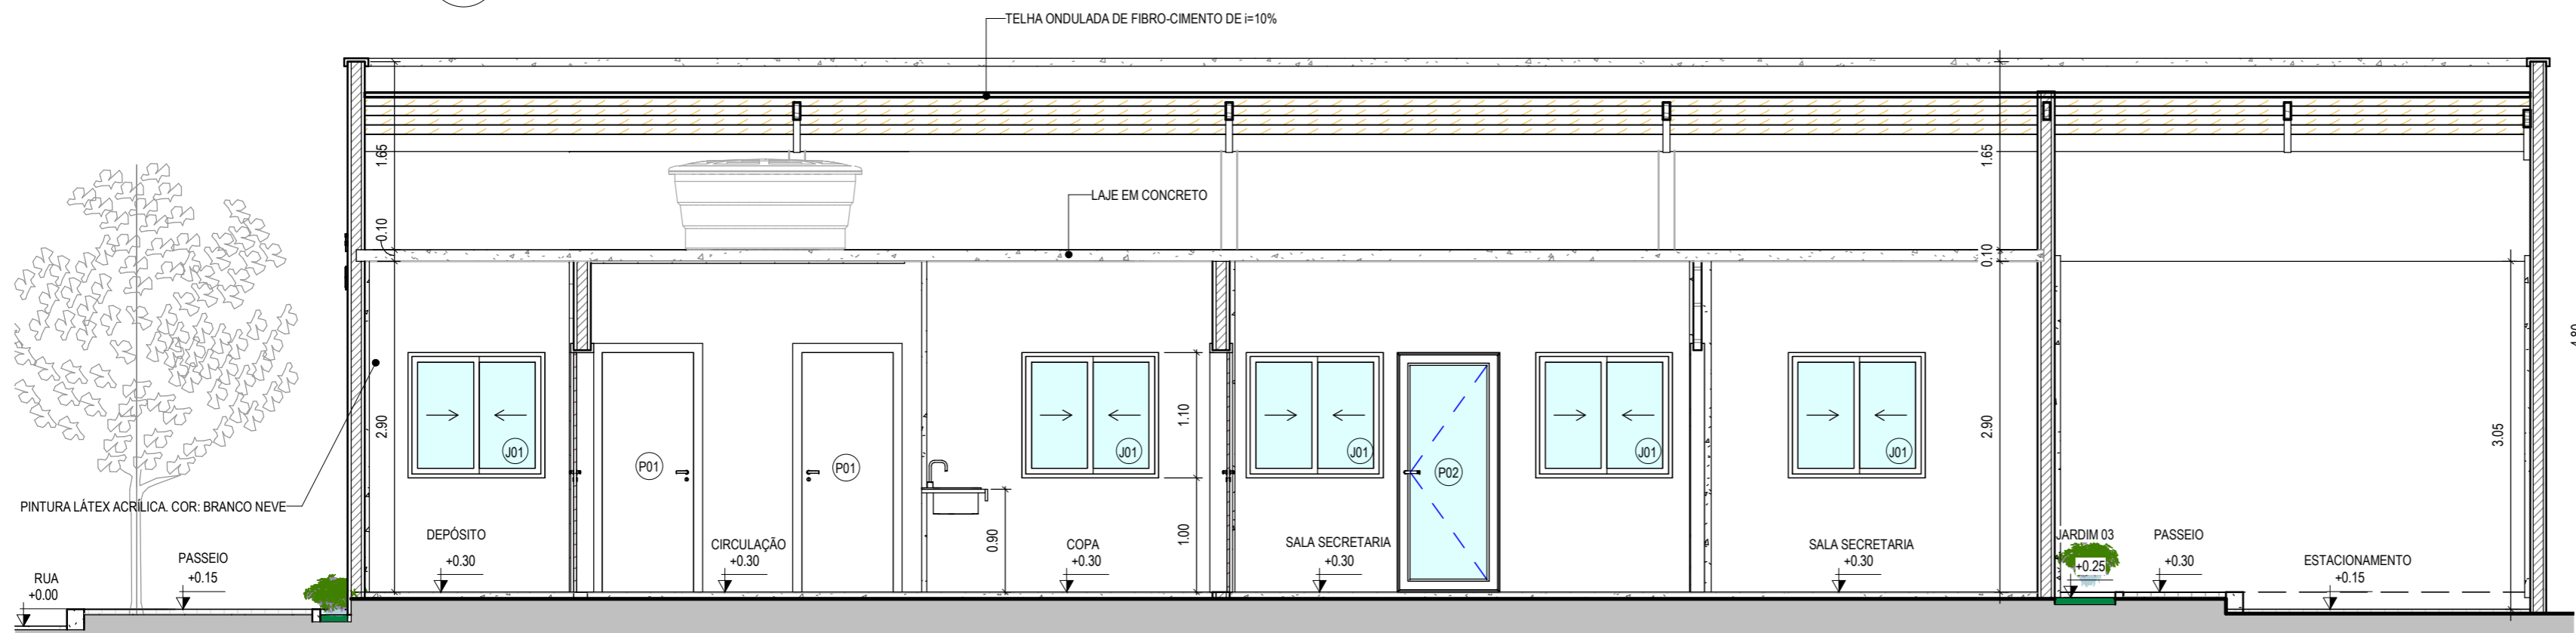 TELHA ONDULADA DE FIBRO-CIMENTO DE i=10%
1.65
1.65
LAJE EM CONCRETO
0.10
0.10
4.80
2.90
1.10
2.90
3.05
J01
P01
P01
J01
J01
P02
J01
J01
PINTURA LÁTEX ACRÍLICA. COR: BRANCO NEVE
0.90
1.00
DEPÓSITO
+0.30
CIRCULAÇÃO
+0.30
COPA
+0.30
SALA SECRETARIA
+0.30
SALA SECRETARIA
+0.30
JARDIM 03
+0.25
PASSEIO
+0.30
ESTACIONAMENTO
+0.15
PASSEIO
+0.15
RUA
+0.00